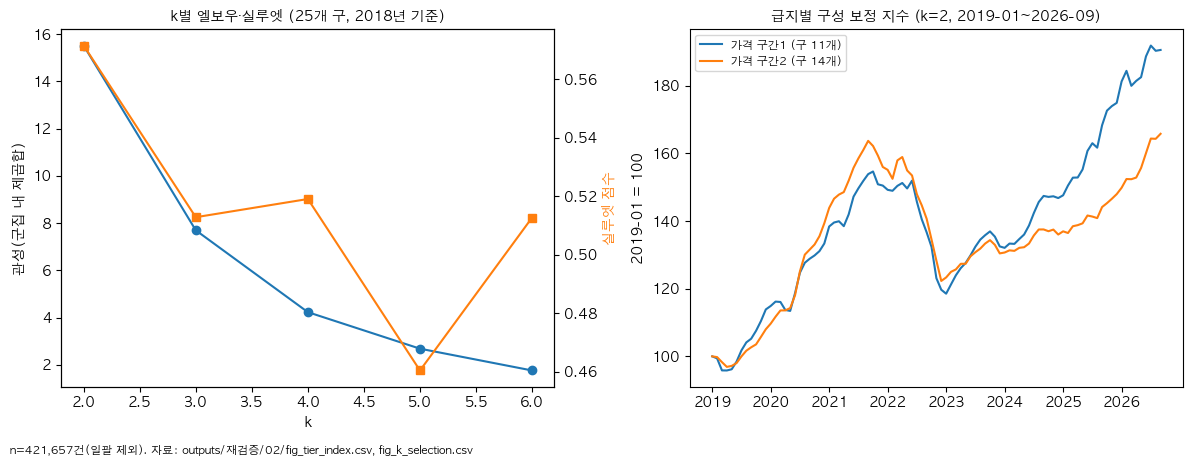 k별 엘보우·실루엣 (25개 구, 2018년 기준)
관성(군집 내 제곱합)
16
14
12
10
8
6
4
2
0.56
0.54
0.52
0.50
0.48
0.46
실루엣 점수
2.0 2.5 3.0 3.5 4.0 4.5 5.0 5.5 6.0
k
급지별 구성 보정 지수 (k=2, 2019-01~2026-09)
가격 구간1 (구 11개)
가격 구간2 (구 14개)
2019-01 = 100
180
160
140
120
100
2019 2020 2021 2022 2023 2024 2025 2026
n=421,657건(일괄 제외). 자료: outputs/재검증/02/fig_tier_index.csv, fig_k_selection.csv